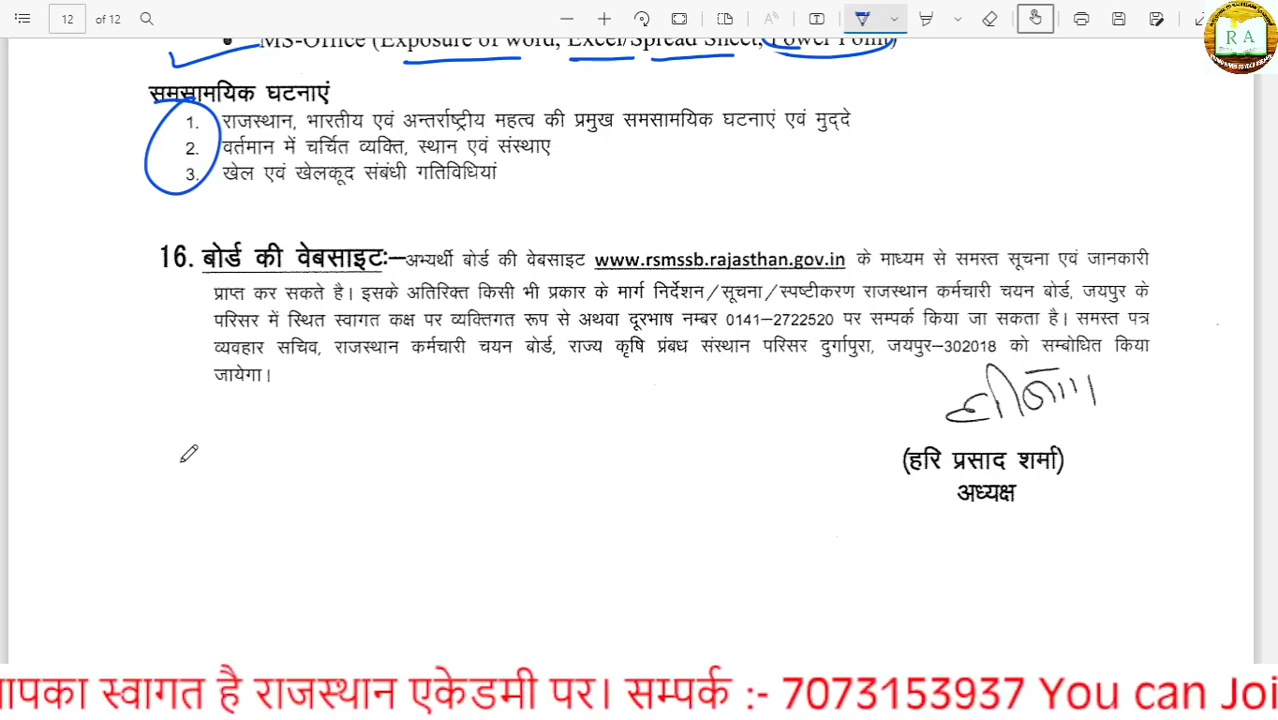 12 of 12
MS-Office (Exposure of word, Excel/Spread Sheet, Power Point)
RA
समसामयिक घटनाएं
1. राजस्थान, भारतीय एवं अन्तर्राष्ट्रीय महत्व की प्रमुख समसामयिक घटनाएं एवं मुद्दे
2. वर्तमान में चर्चित व्यक्ति, स्थान एवं संस्थाए
3. खेल एवं खेलकूद संबंधी गतिविधियां
16. बोर्ड की वेबसाइटः–अभ्यर्थी बोर्ड की वेबसाइट www.rsmssb.rajasthan.gov.in के माध्यम से समस्त सूचना एवं जानकारी
प्राप्त कर सकते है। इसके अतिरिक्त किसी भी प्रकार के मार्ग निर्देशन/सूचना/स्पष्टीकरण राजस्थान कर्मचारी चयन बोर्ड, जयपुर के
परिसर में स्थित स्वागत कक्ष पर व्यक्तिगत रूप से अथवा दूरभाष नम्बर 0141–2722520 पर सम्पर्क किया जा सकता है। समस्त पत्र
व्यवहार सचिव, राजस्थान कर्मचारी चयन बोर्ड, राज्य कृषि प्रंबध संस्थान परिसर दुर्गापुरा, जयपुर–302018 को सम्बोधित किया
जायेगा।
(हरि प्रसाद शर्मा)
अध्यक्ष
आपका स्वागत है राजस्थान एकेडमी पर। सम्पर्क :- 7073153937 You can Joi